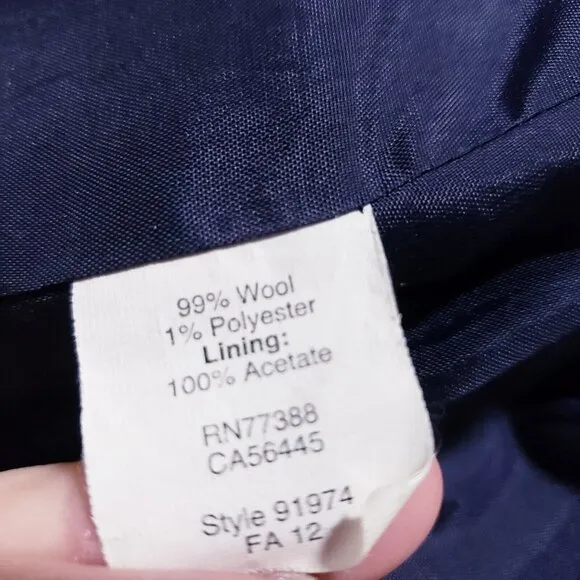 99% Wool
1% Polyester
Lining:
100% Acetate
RN77388
CA56445
Style 91974
FA 12